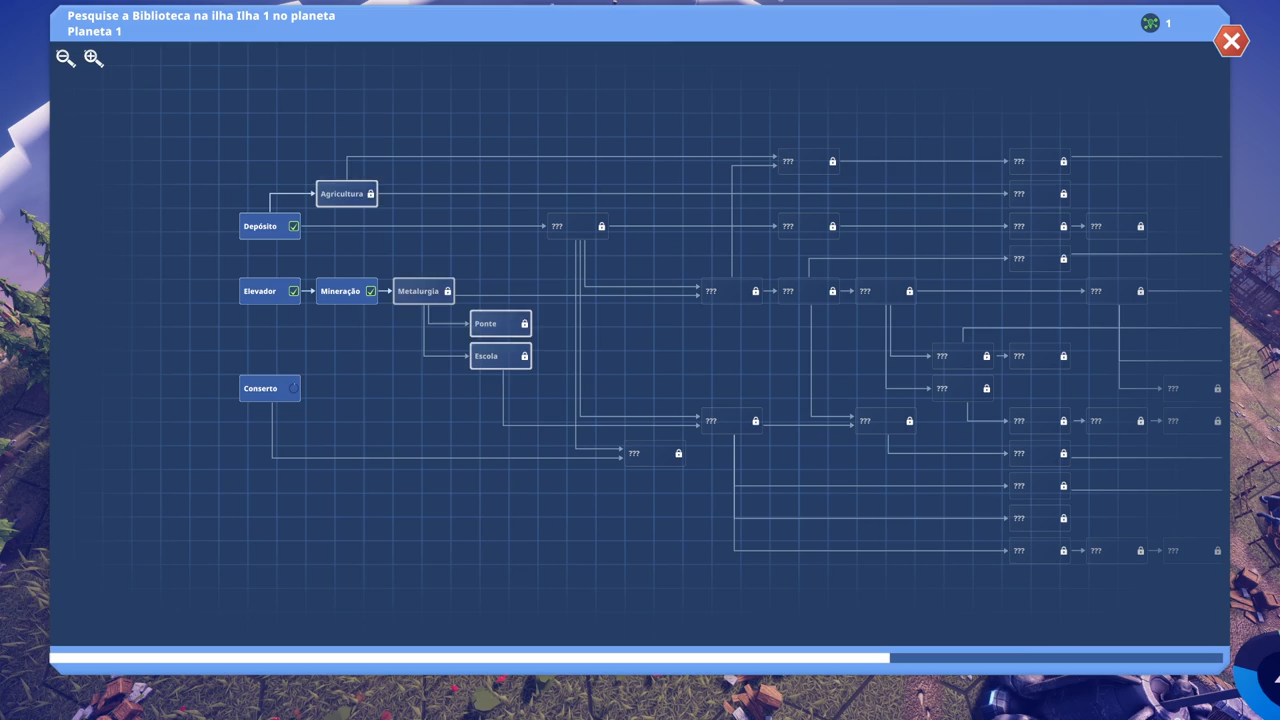 Pesquise a Biblioteca na ilha Ilha 1 no planeta
Planeta 1
1
??? ???
Agricultura ???
Depósito ??? ??? ??? ???
???
Elevador Mineração Metalurgia ??? ??? ??? ???
Ponte
Escola ??? ???
Conserto ??? ???
??? ??? ??? ??? ???
??? ???
???
???
??? ??? ???